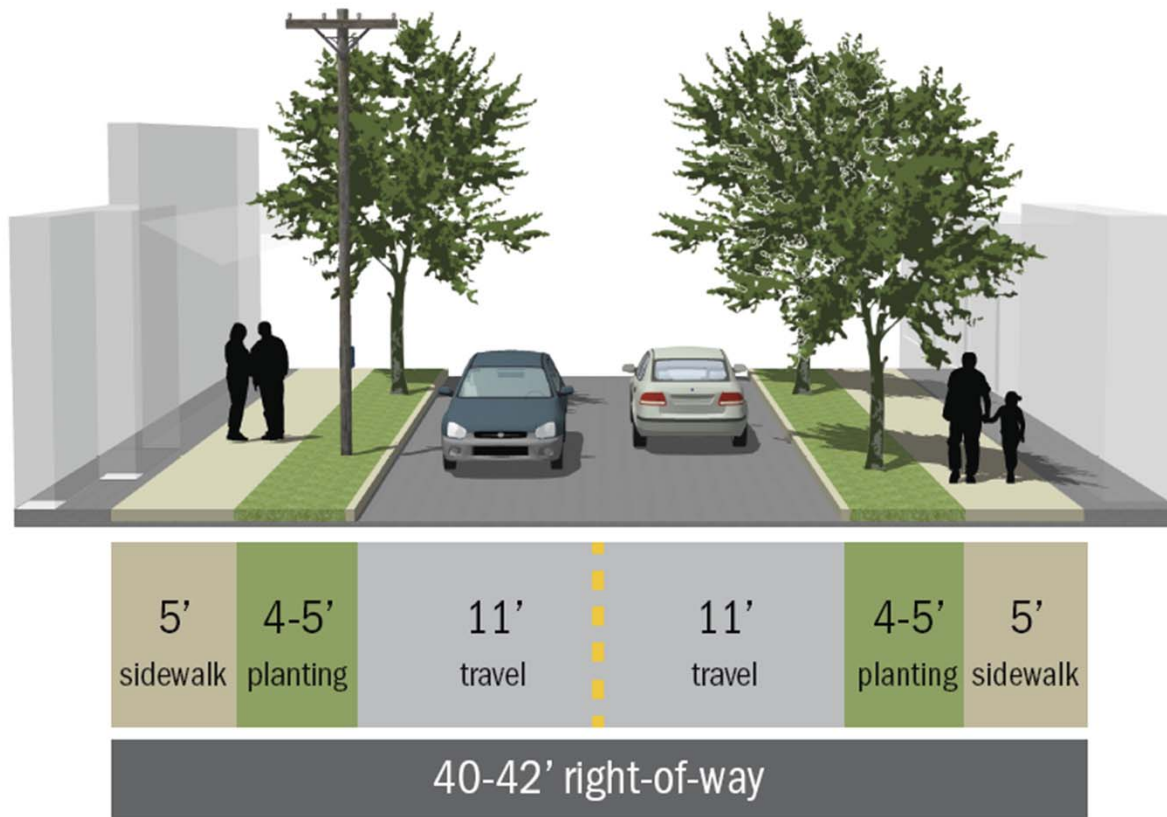 5’ 4-5’ 11’ 11’ 4-5’ 5’
sidewalk planting travel travel planting sidewalk
40-42’ right-of-way